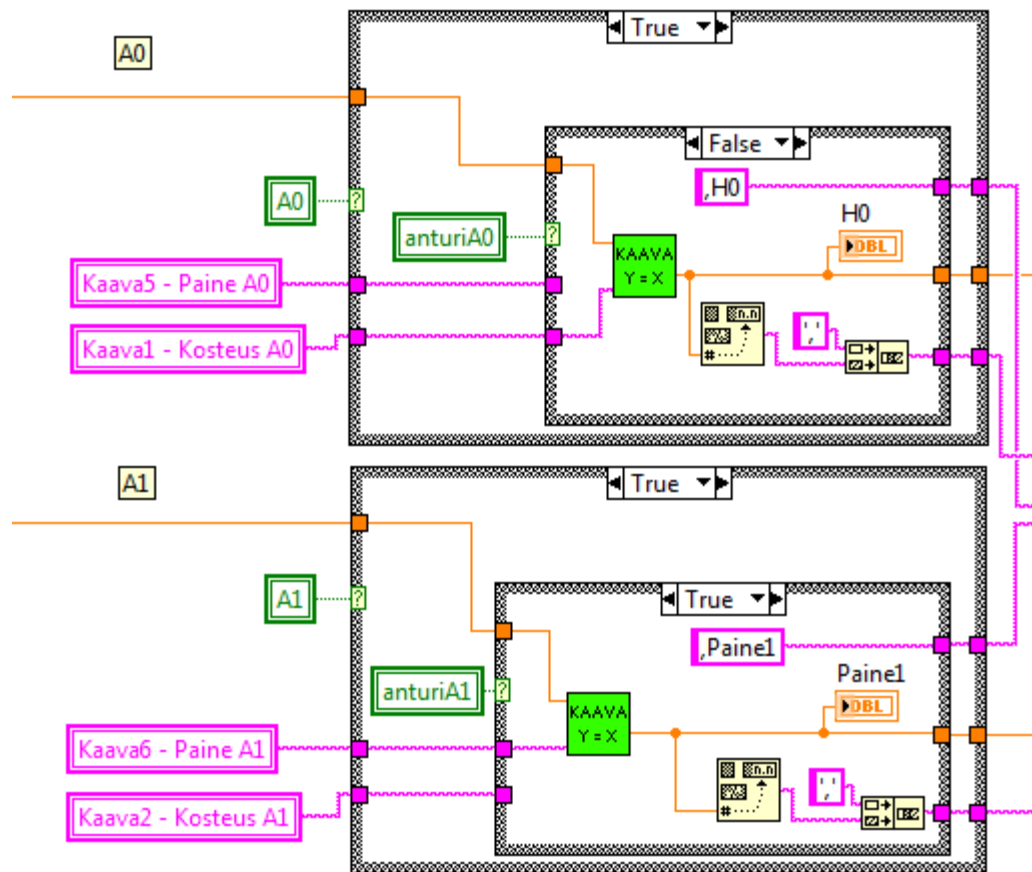 True
A0
False
,H0
A0
H0
anturiA0
DBL
KAAVA
Y = X
Kaava5 - Paine A0
n.n
Kaava1 - Kosteus A0
#
True
A1
A1
True
,Paine1
anturiA1
Paine1
DBL
KAAVA
Y = X
Kaava6 - Paine A1
n.n
Kaava2 - Kosteus A1
#